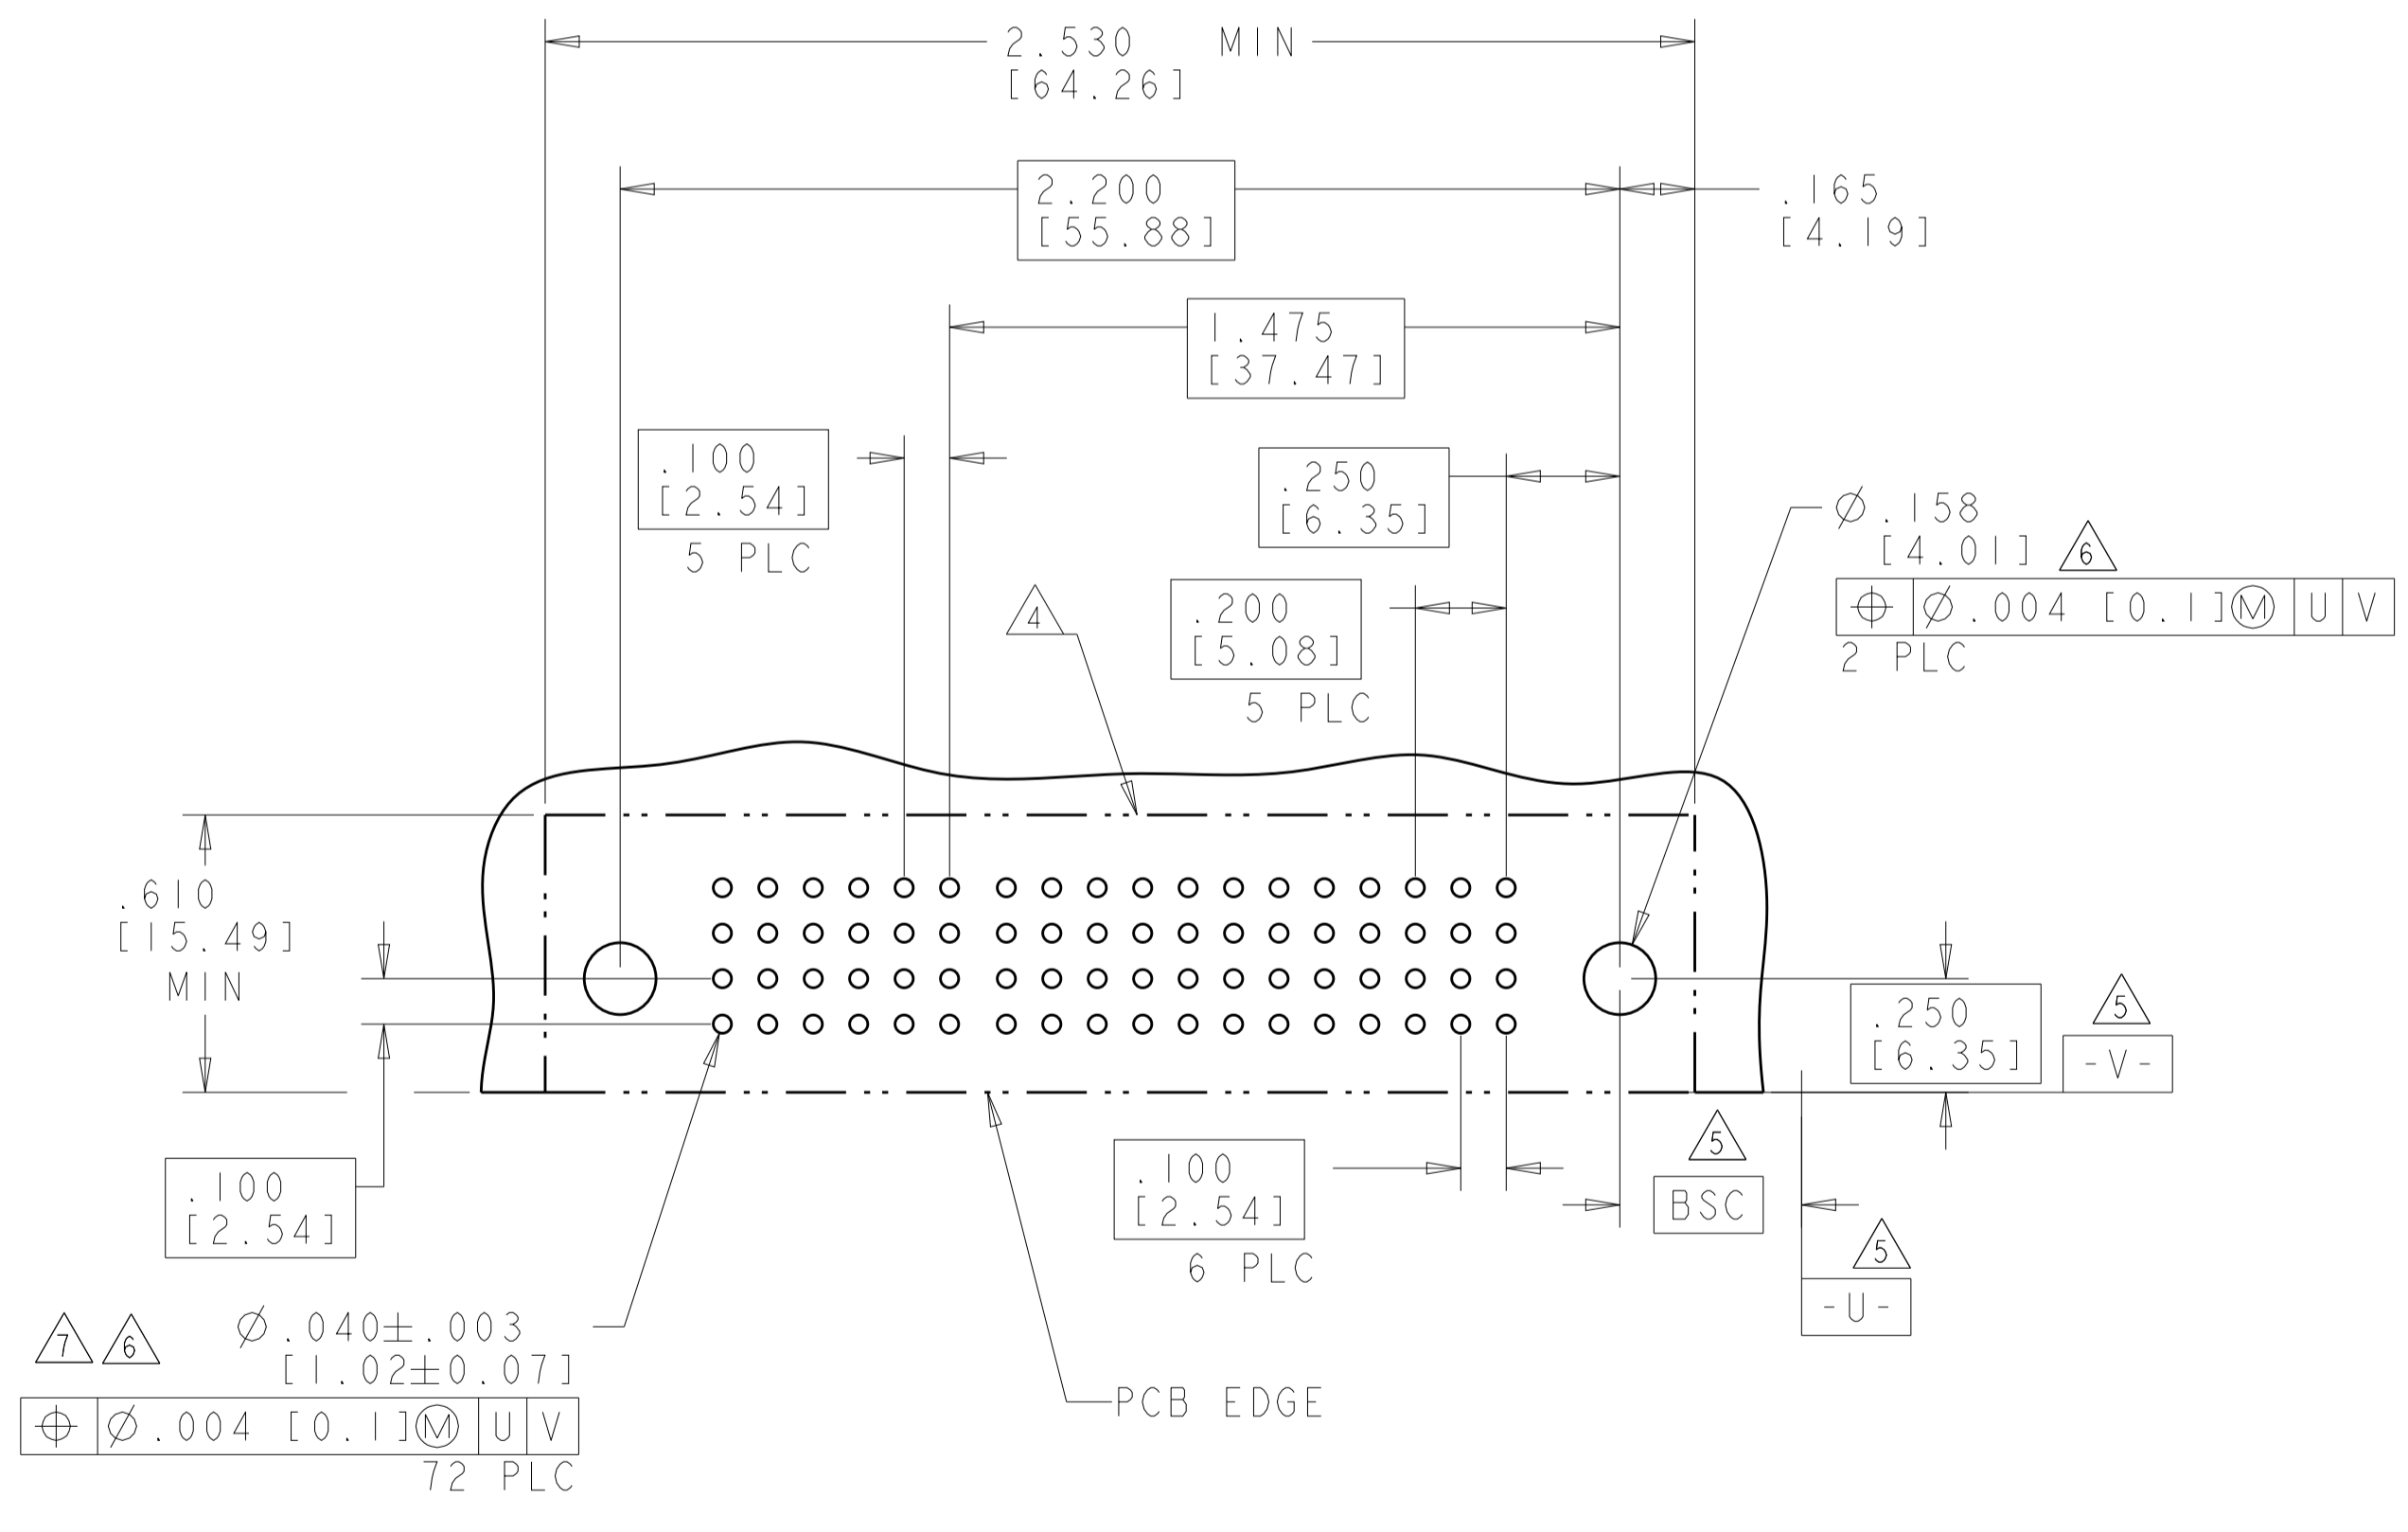 2.530 MIN
[64.26]
2.200
[55.88]
.165
[4.19]
1.475
[37.47]
.100
[2.54]
5 PLC
.250
[6.35]
.200
[5.08]
5 PLC
4
Ø.158
[4.01] 6
⌖ Ø.004 [0.1]Ⓜ U V
2 PLC
.610
[15.49]
MIN
.250
[6.35]
5
-V-
.100
[2.54]
.100
[2.54]
6 PLC
5
BSC
5
-U-
7 6 Ø.040±.003
[1.02±0.07]
⌖ Ø.004 [0.1]Ⓜ U V
72 PLC
PCB EDGE